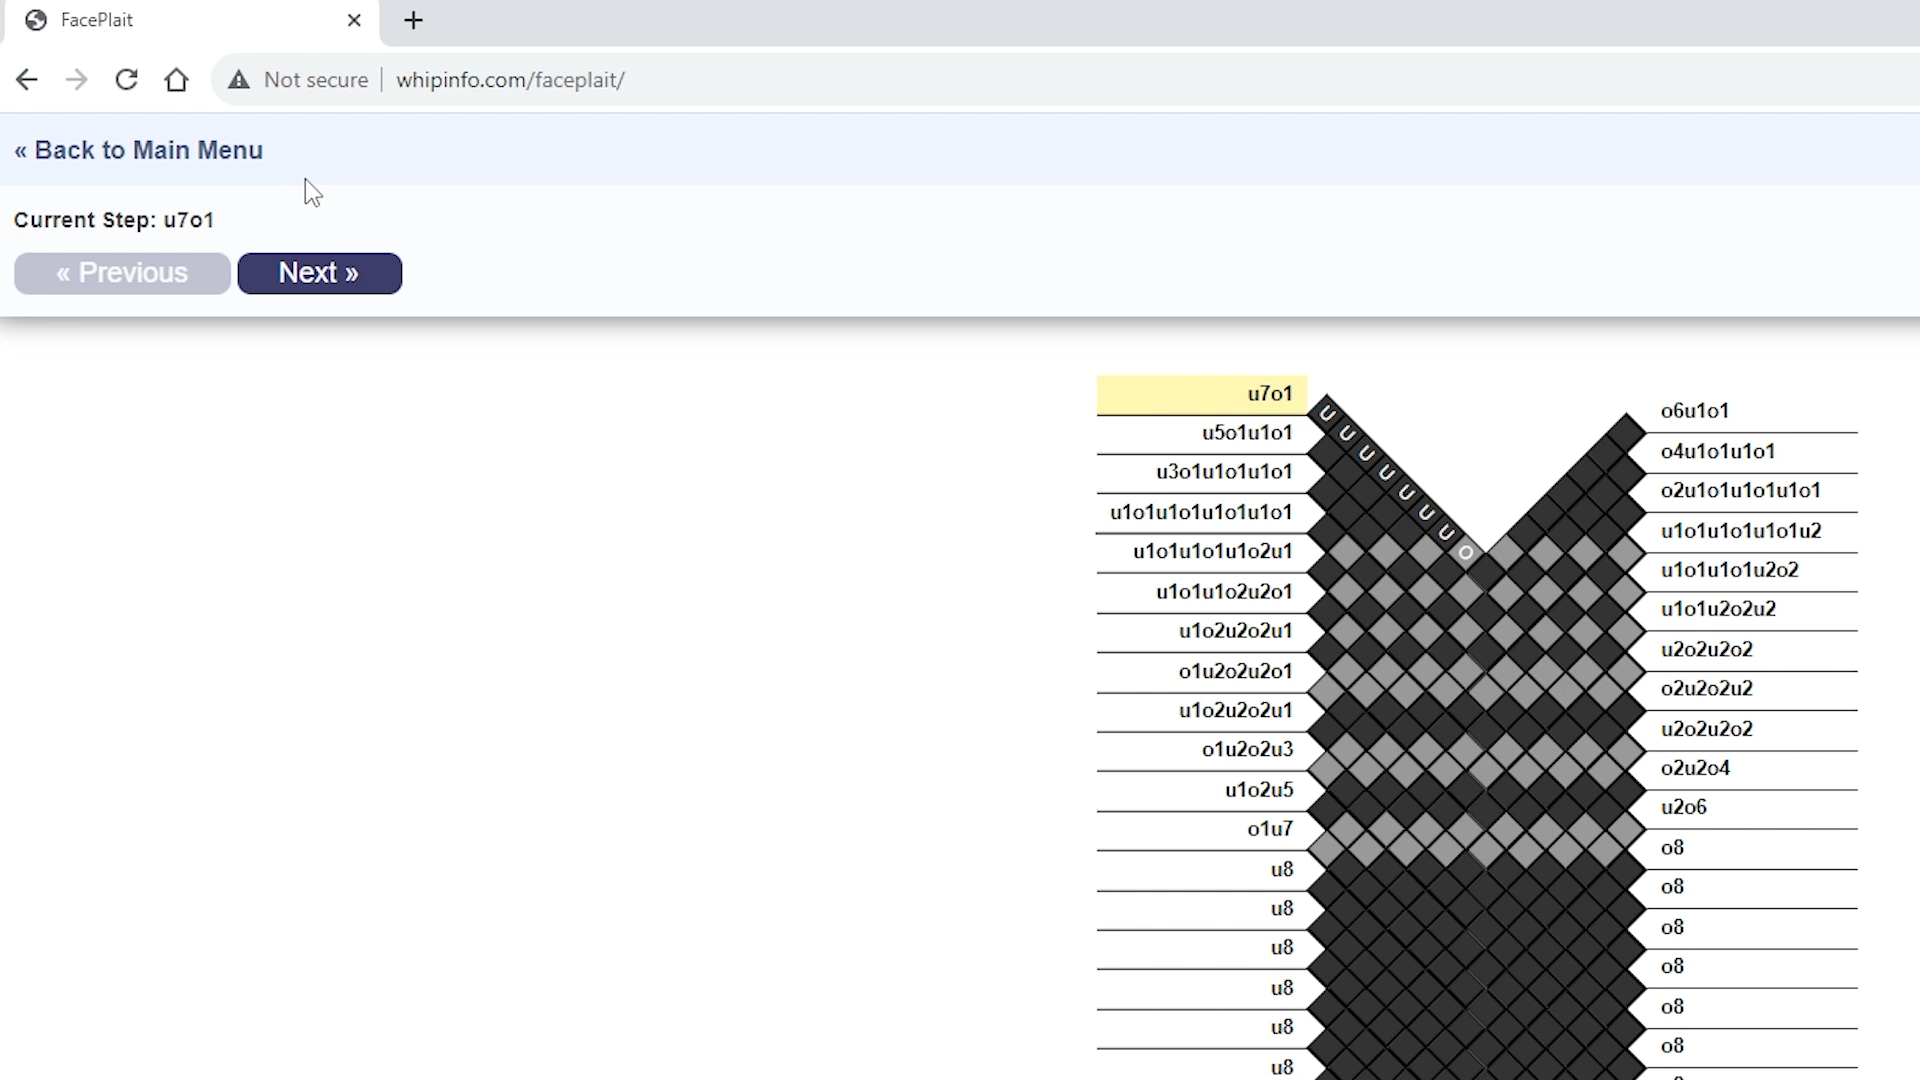 FacePlait
Not secure whipinfo.com/faceplait/
« Back to Main Menu
Current Step: u7o1
« Previous Next »
u7o1
o6u1o1
u5o1u1o1
o4u1o1u1o1
u3o1u1o1u1o1
o2u1o1u1o1u1o1
u1o1u1o1u1o1u1o1
u1o1u1o1u1o1u2
u1o1u1o1u1o2u1
u1o1u1o1u2o2
u1o1u1o2u2o1
u1o1u2o2u2
u1o2u2o2u1
u2o2u2o2
o1u2o2u2o1
o2u2o2u2
u1o2u2o2u1
u2o2u2o2
o1u2o2u3
o2u2o4
u1o2u5
u2o6
o1u7
o8
u8
o8
u8
o8
u8
o8
u8
o8
u8
o8
u8
U
U
U
U
U
U
U
O